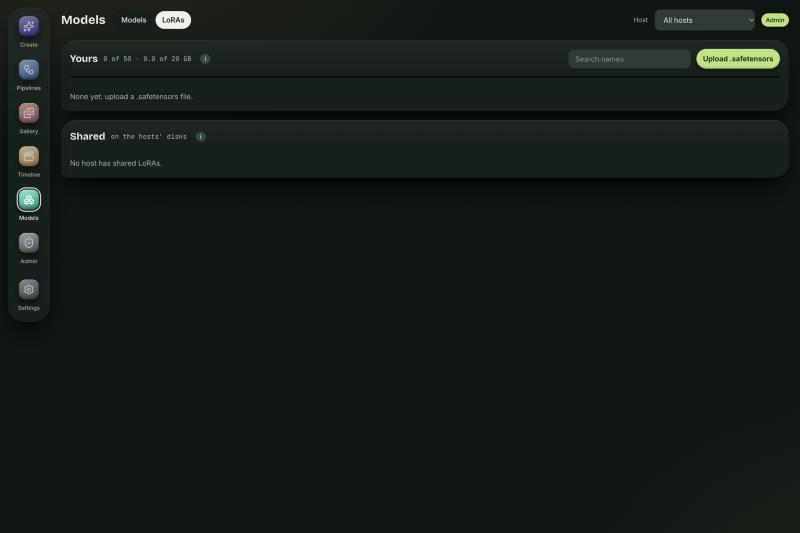 Models
Models
LoRAs
Host
All hosts
Admin
Create
Pipelines
Gallery
Timeline
Models
Admin
Settings
Yours 0 of 50 · 0.0 of 20 GB i
Search names
Upload .safetensors
None yet: upload a .safetensors file.
Shared on the hosts' disks i
No host has shared LoRAs.